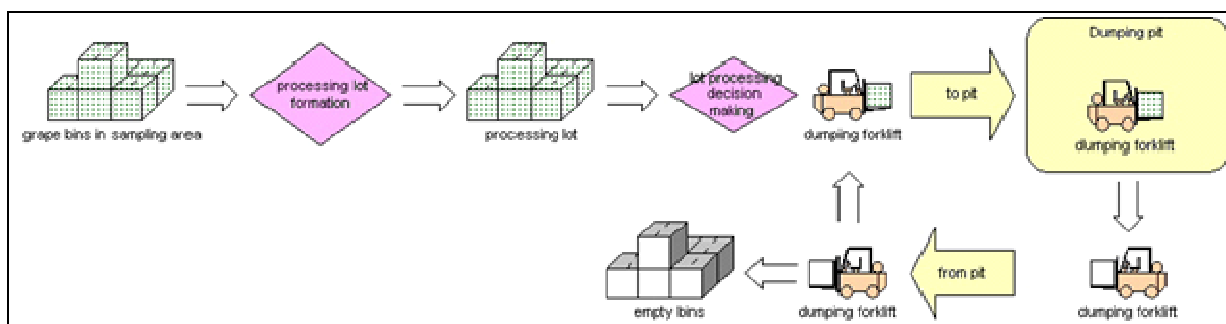 Dumping pit
lot processing
decision
making
processing lot
formation
to pit
grape bins in sampling area
processing lot
dumping forklift
dumping forklift
from pit
empty lbins
dumping forklift
dumping forklift